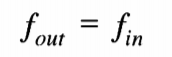 f_out = f_in